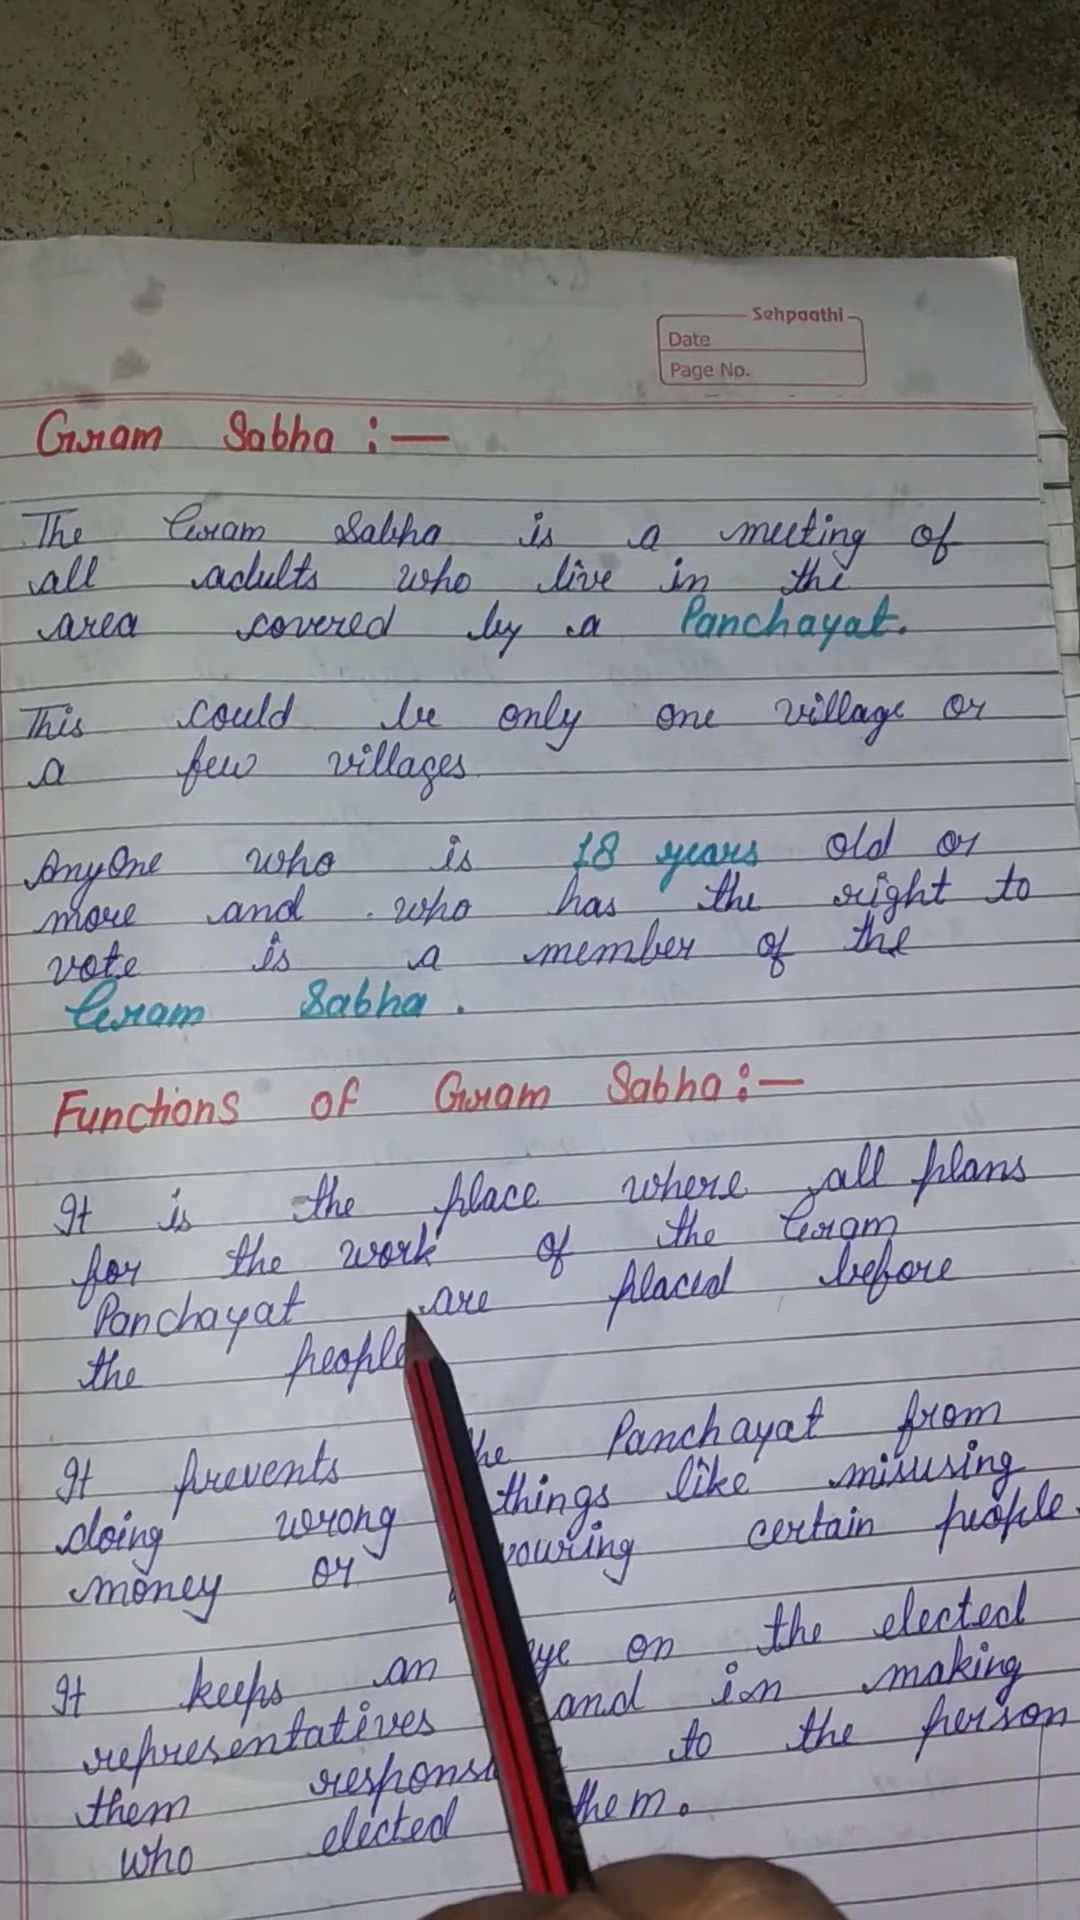 Sehpaathi
Date
Page No.
Gram Sabha :—
The Gram Sabha is a meeting of
all adults who live in the
area covered by a Panchayat.
This could be only one village or
a few villages
Anyone who is 18 years old or
more and who has the right to
vote is a member of the
Gram Sabha.
Functions of Gram Sabha :—
It is the place where all plans
for the work of the Gram
Panchayat are placed before
the people
It prevents the Panchayat from
doing wrong things like misusing
money or certain people.
It keeps an eye on the elected
representatives and in making
them to the person
who elected them.